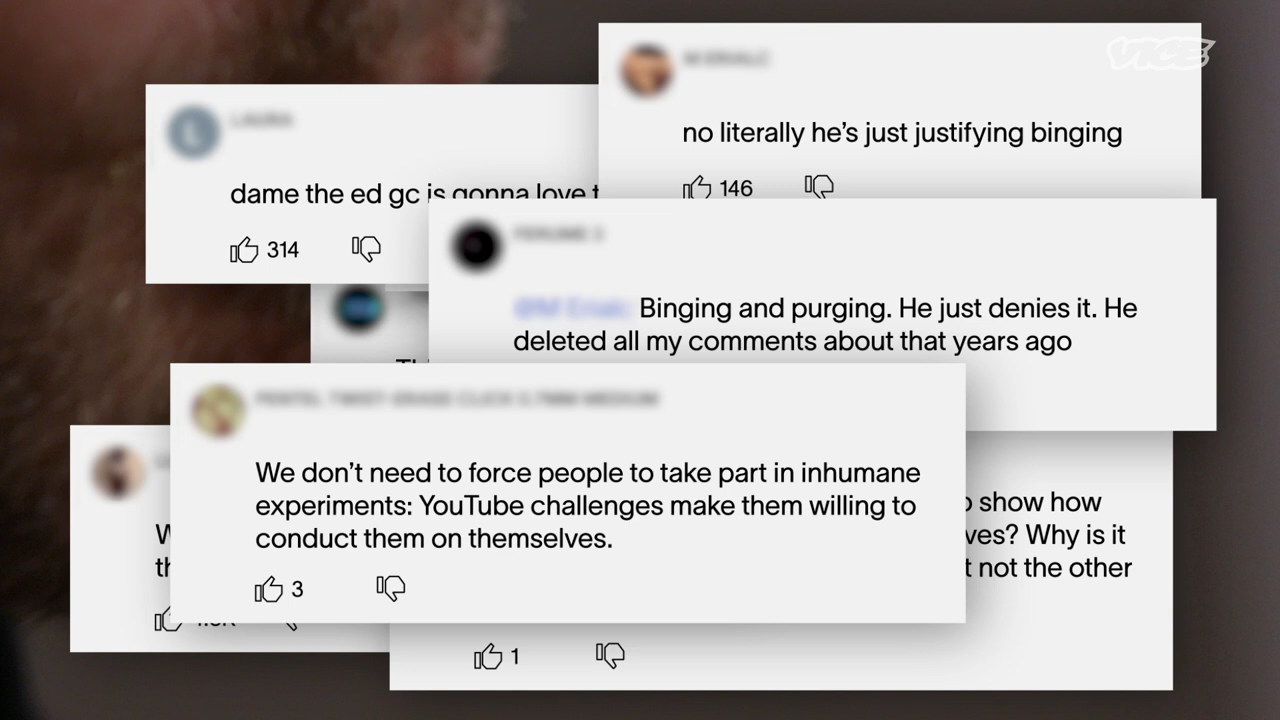 VICE
no literally he's just justifying binging
146
dame the ed gc is gonna love
314
Binging and purging. He just denies it. He
deleted all my comments about that years ago
We don't need to force people to take part in inhumane
experiments: YouTube challenges make them willing to
conduct them on themselves.
3
show how
Why is it
not the other
1